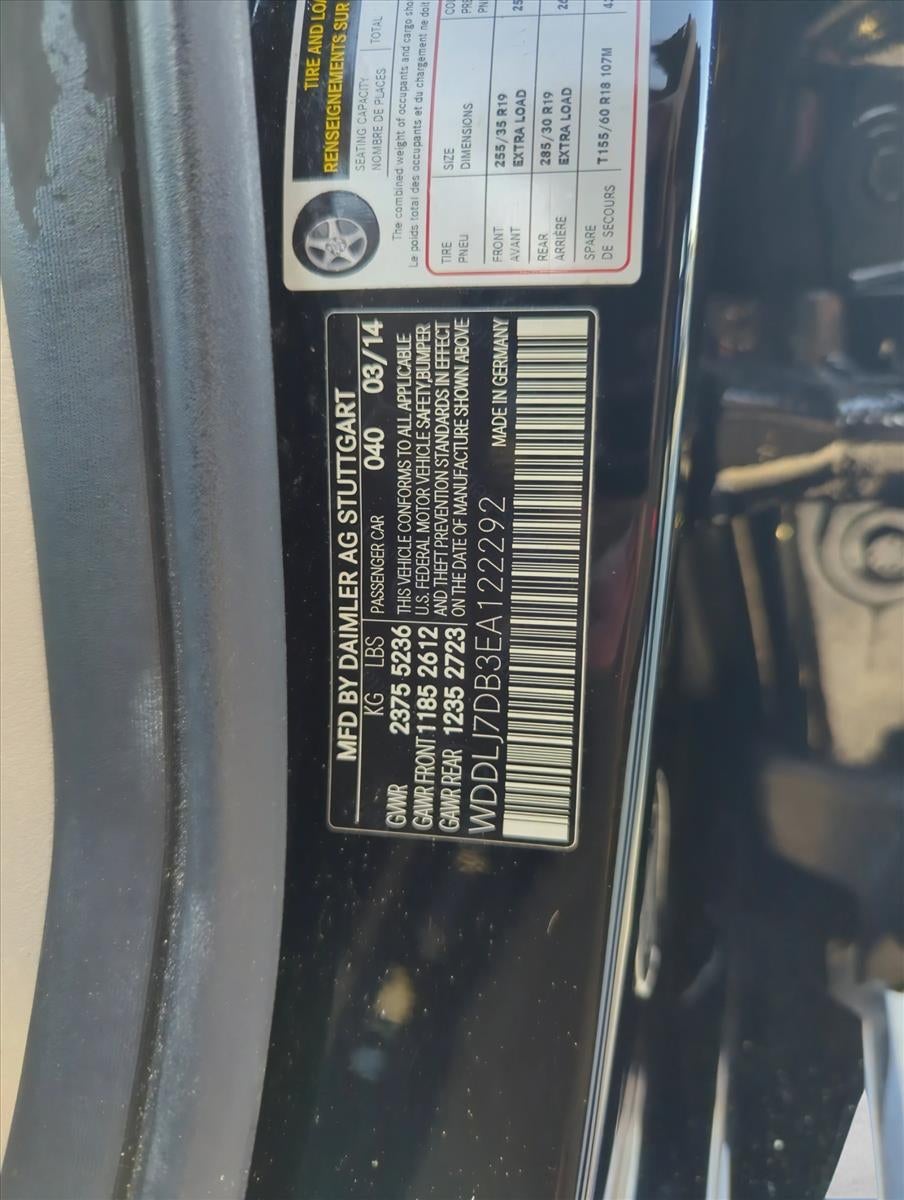 TIRE AND LOA
RENSEIGNEMENTS SUR
SEATING CAPACITY
NOMBRE DE PLACES
TOTAL
The combined weight of occupants and cargo sho
Le poids total des occupants et du chargement ne doit
TIRE SIZE
PNEU DIMENSIONS
FRONT 255/35 R19
AVANT EXTRA LOAD
REAR 285/30 R19
ARRIÈRE EXTRA LOAD
SPARE T155/60 R18 107M
DE SECOURS
MFD BY DAIMLER AG STUTTGART
KG LBS PASSENGER CAR 040 03/14
GVWR 2375 5236 THIS VEHICLE CONFORMS TO ALL APPLICABLE
GAWR FRONT 1185 2612 U.S. FEDERAL MOTOR VEHICLE SAFETY,BUMPER
GAWR REAR 1235 2723 AND THEFT PREVENTION STANDARDS IN EFFECT
ON THE DATE OF MANUFACTURE SHOWN ABOVE
WDDLJ7DB3EA122292 MADE IN GERMANY